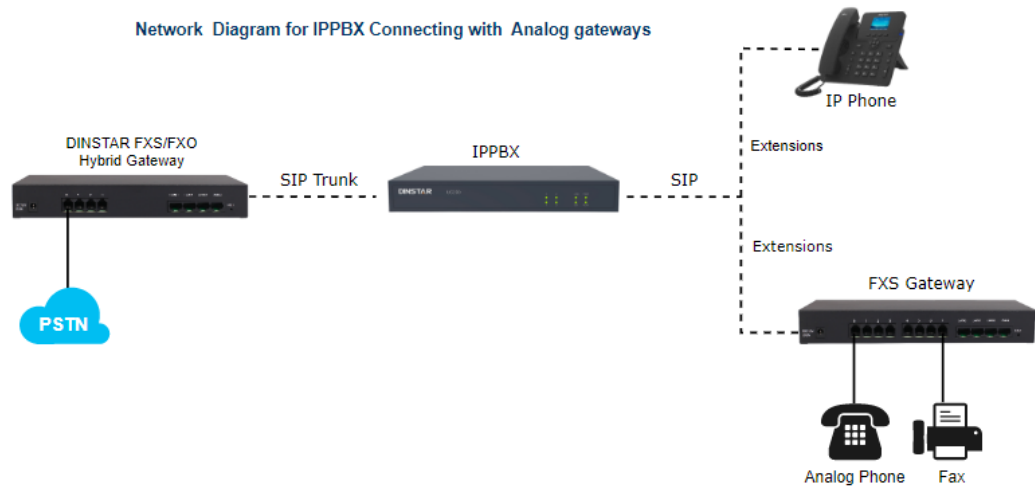 Network Diagram for IPPBX Connecting with Analog gateways
IP Phone
DINSTAR FXS/FXO
Hybrid Gateway
IPPBX
Extensions
SIP Trunk
SIP
DINSTAR
Extensions
FXS Gateway
PSTN
Analog Phone
Fax